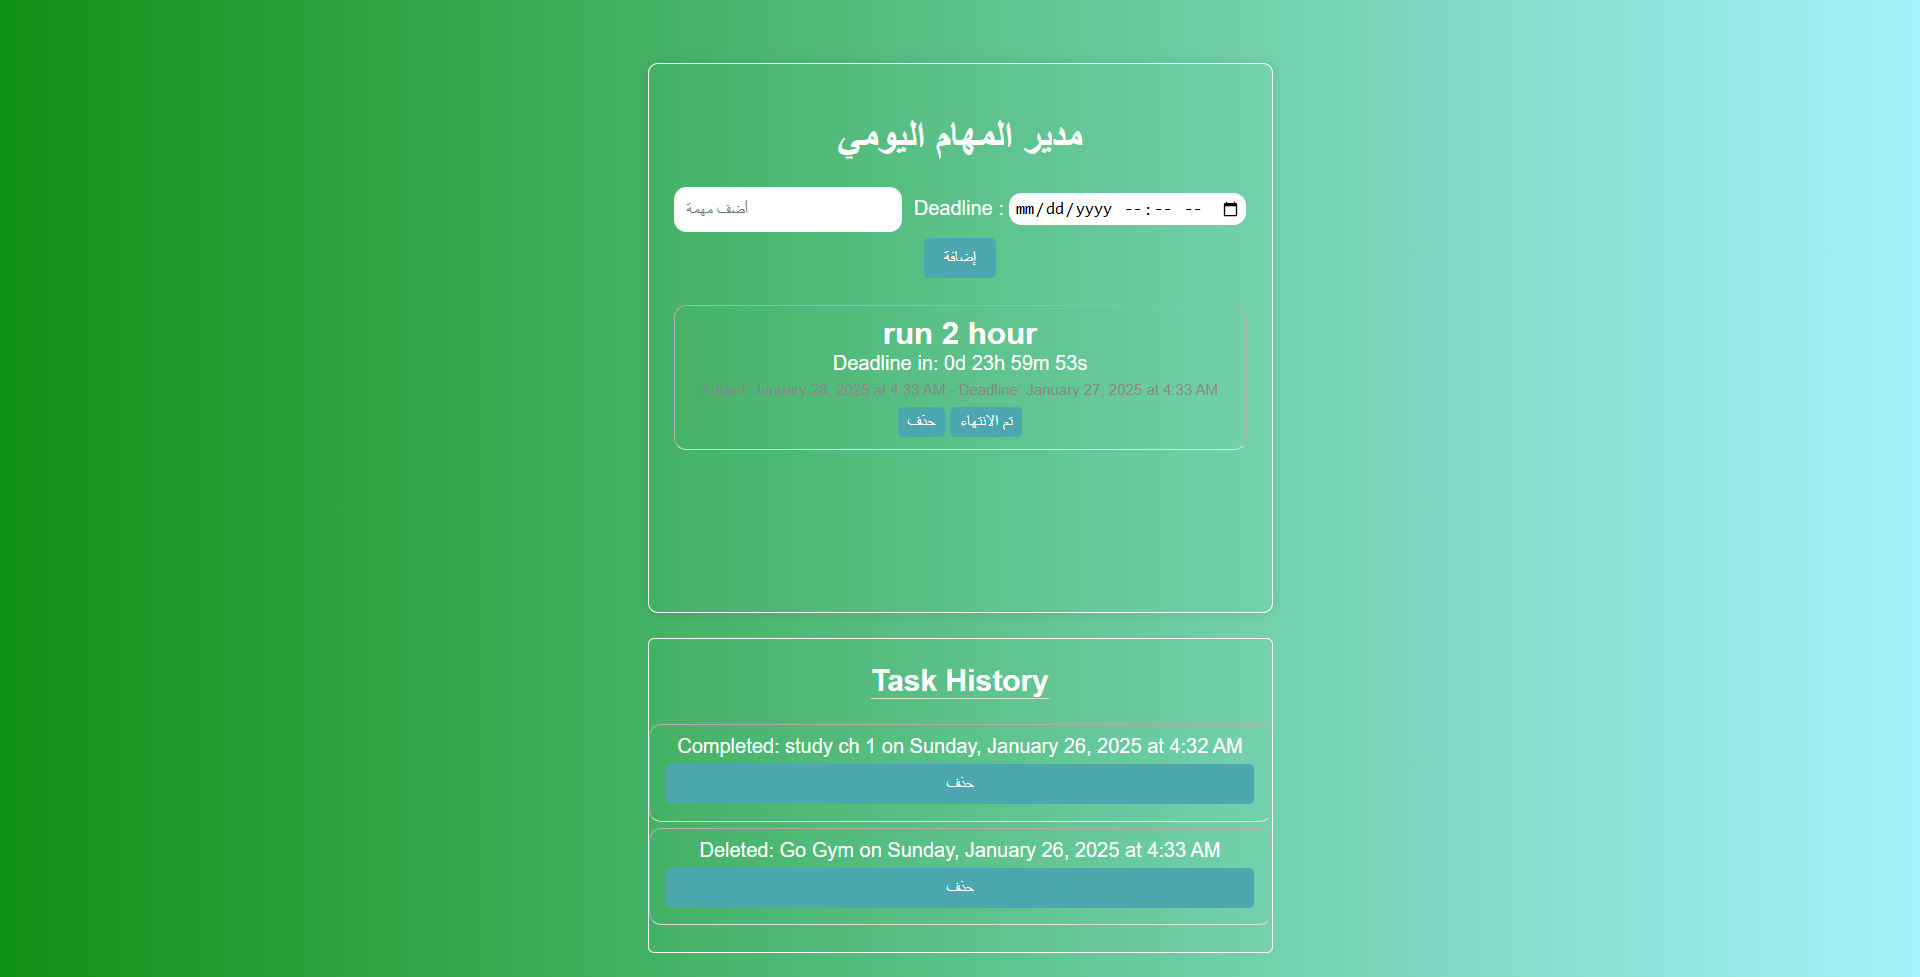 مدير المهام اليومي
أضف مهمة Deadline : mm/dd/yyyy --:-- --
إضافة
run 2 hour
Deadline in: 0d 23h 59m 53s
Added: January 26, 2025 at 4:33 AM - Deadline: January 27, 2025 at 4:33 AM
حذف تم الانتهاء
Task History
Completed: study ch 1 on Sunday, January 26, 2025 at 4:32 AM
حذف
Deleted: Go Gym on Sunday, January 26, 2025 at 4:33 AM
حذف